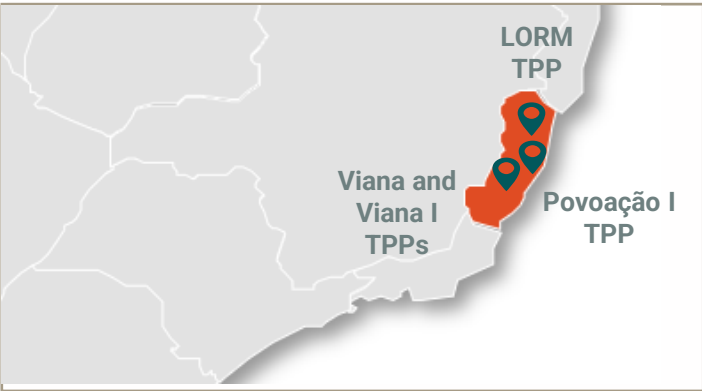 LORM
TPP
Viana and
Viana I
TPPs
Povoação I
TPP